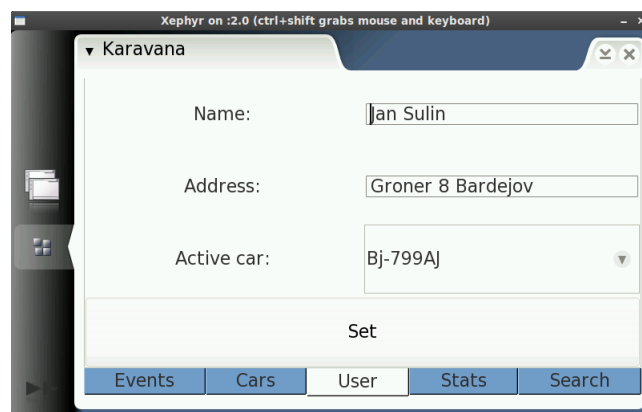 Xephyr on :2.0 (ctrl+shift grabs mouse and keyboard)
Karavana
Name: Jan Sulin
Address: Groner 8 Bardejov
Active car: Bj-799AJ
Set
Events Cars User Stats Search